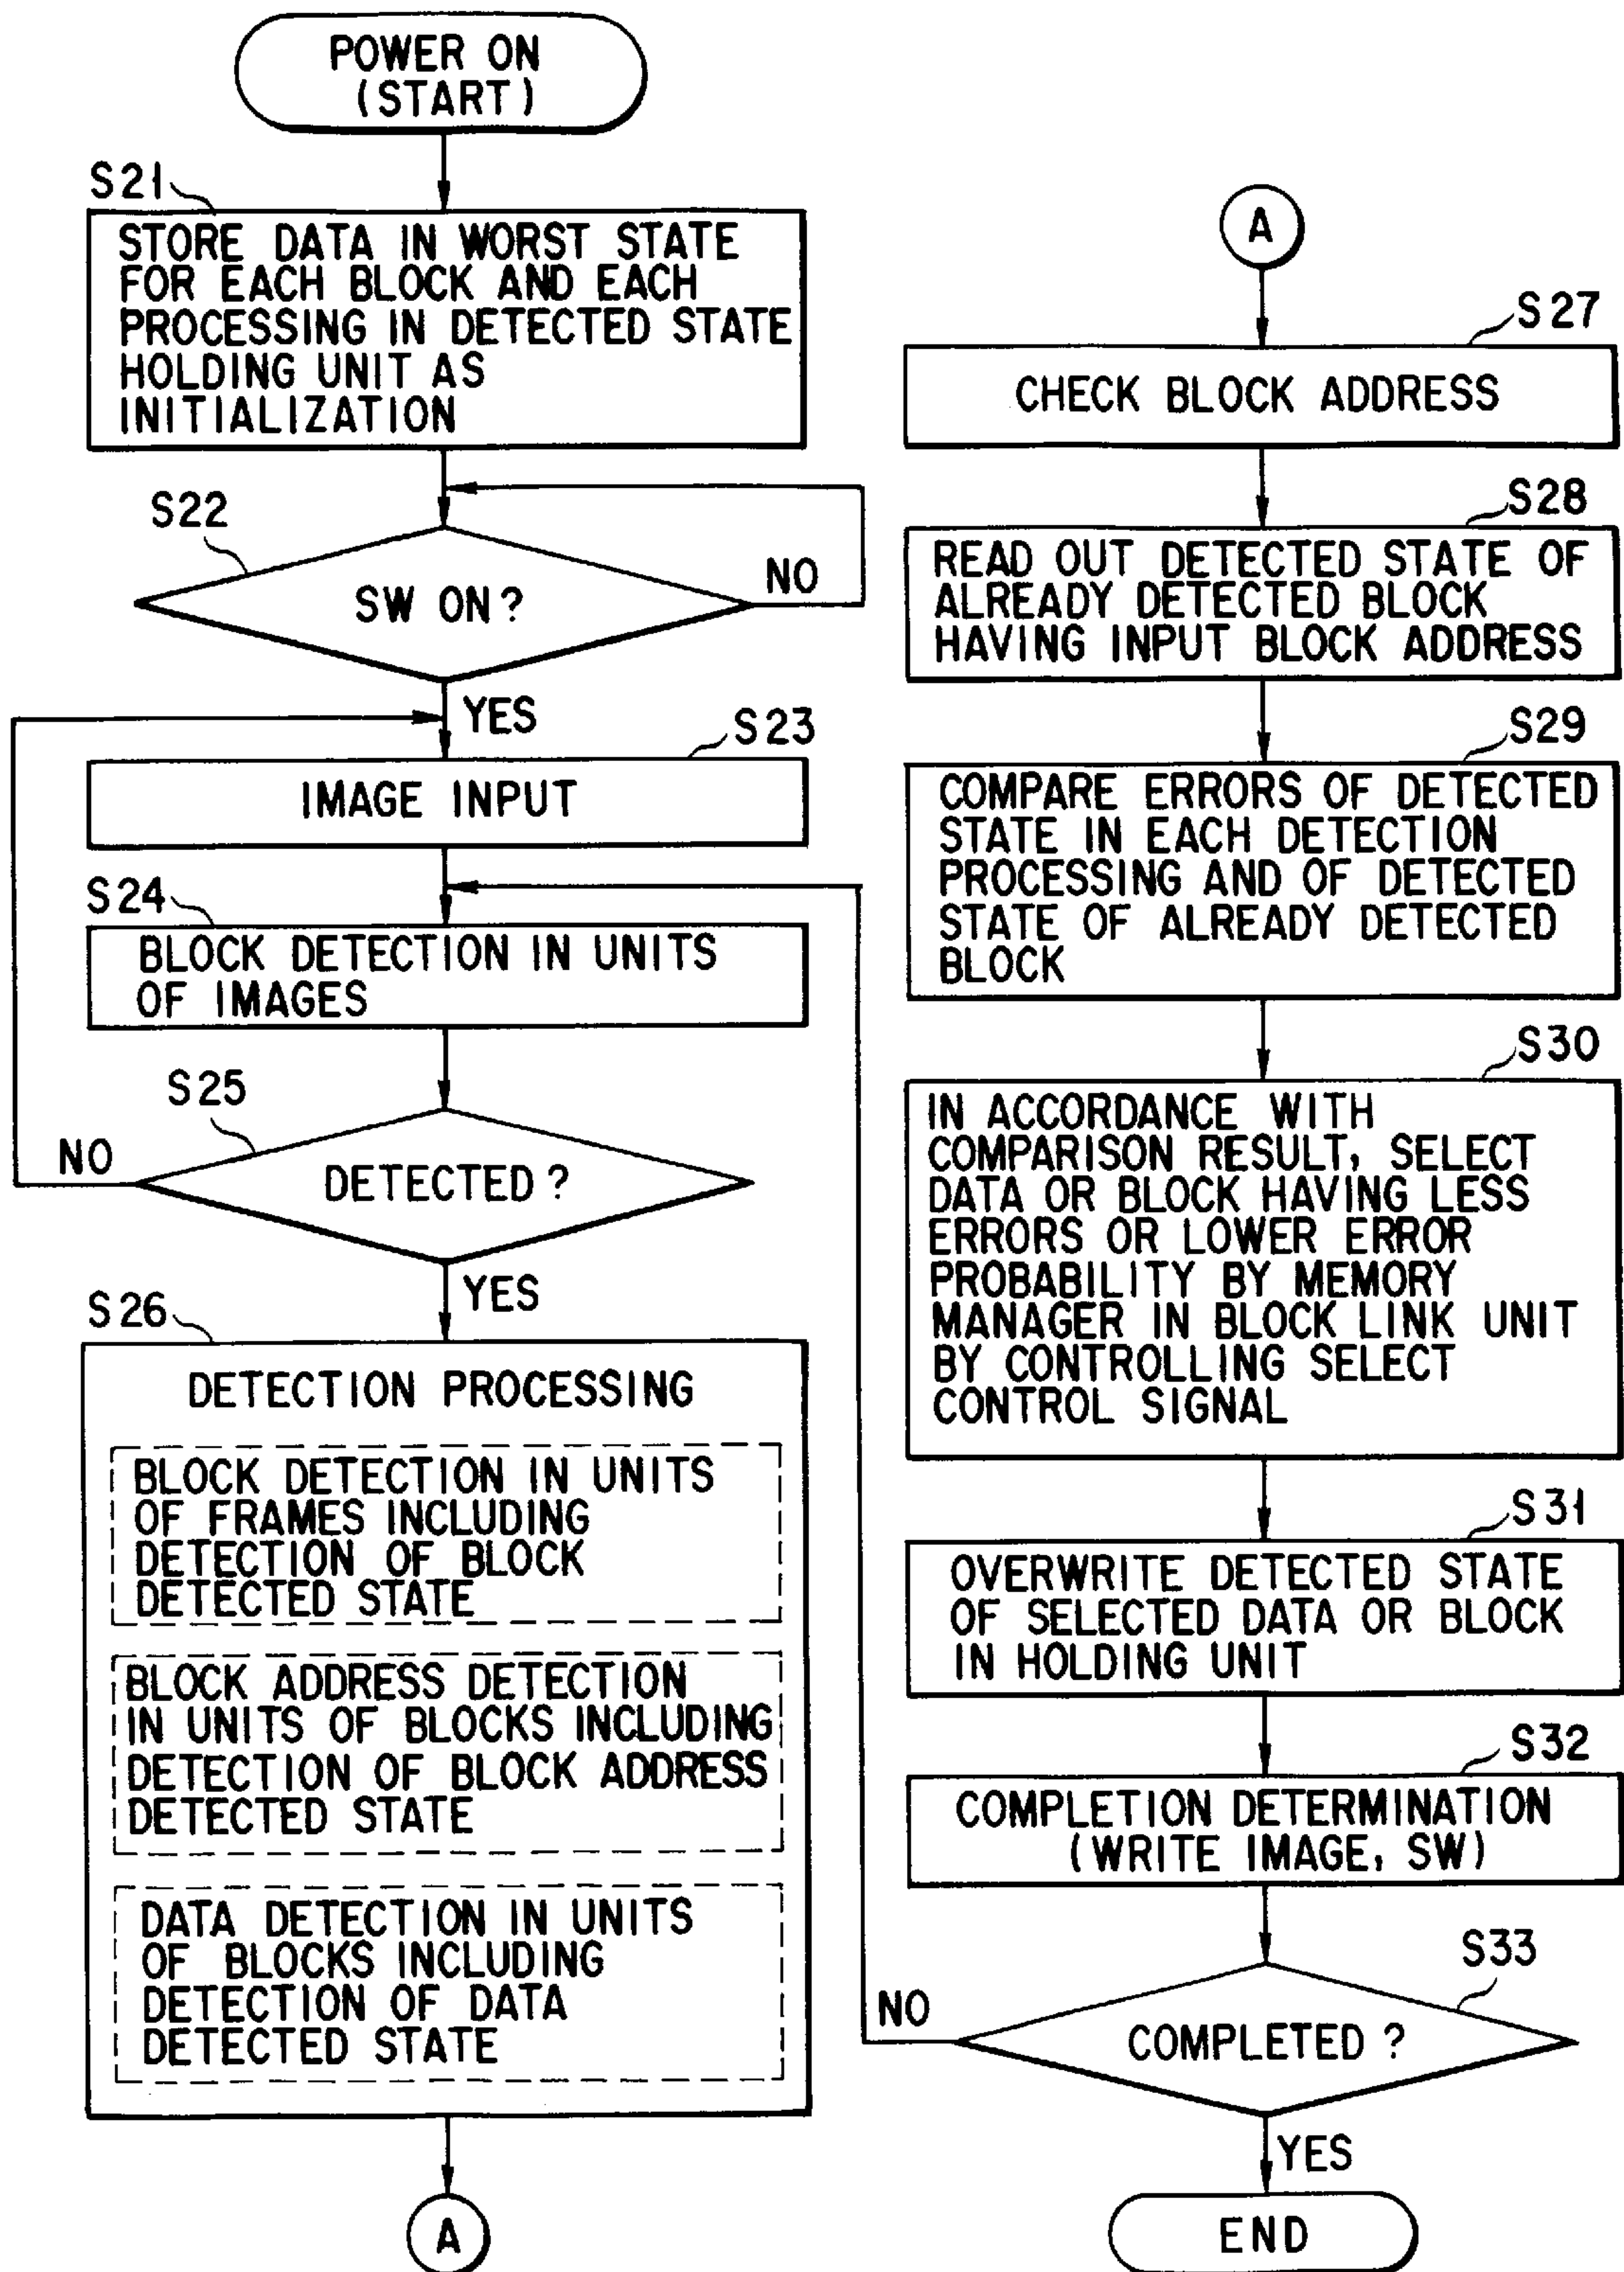 POWER ON
(START)
S21
STORE DATA IN WORST STATE
FOR EACH BLOCK AND EACH
PROCESSING IN DETECTED STATE
HOLDING UNIT AS
INITIALIZATION
S22
SW ON?
NO
YES
S23
IMAGE INPUT
S24
BLOCK DETECTION IN UNITS
OF IMAGES
S25
NO
DETECTED?
YES
S26
DETECTION PROCESSING
BLOCK DETECTION IN UNITS
OF FRAMES INCLUDING
DETECTION OF BLOCK
DETECTED STATE
BLOCK ADDRESS DETECTION
IN UNITS OF BLOCKS INCLUDING
DETECTION OF BLOCK ADDRESS
DETECTED STATE
DATA DETECTION IN UNITS
OF BLOCKS INCLUDING
DETECTION OF DATA
DETECTED STATE
A
A
S27
CHECK BLOCK ADDRESS
S28
READ OUT DETECTED STATE OF
ALREADY DETECTED BLOCK
HAVING INPUT BLOCK ADDRESS
S29
COMPARE ERRORS OF DETECTED
STATE IN EACH DETECTION
PROCESSING AND OF DETECTED
STATE OF ALREADY DETECTED
BLOCK
S30
IN ACCORDANCE WITH
COMPARISON RESULT, SELECT
DATA OR BLOCK HAVING LESS
ERRORS OR LOWER ERROR
PROBABILITY BY MEMORY
MANAGER IN BLOCK LINK UNIT
BY CONTROLLING SELECT
CONTROL SIGNAL
S31
OVERWRITE DETECTED STATE
OF SELECTED DATA OR BLOCK
IN HOLDING UNIT
S32
COMPLETION DETERMINATION
(WRITE IMAGE, SW)
S33
NO
COMPLETED?
YES
END